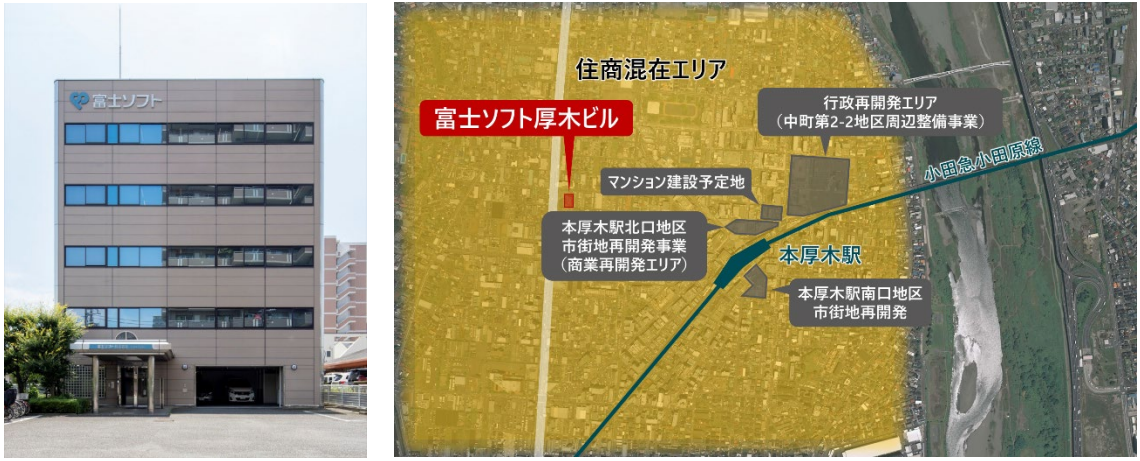 富士ソフト
住商混在エリア
富士ソフト厚木ビル
行政再開発エリア
（中町第2-2地区周辺整備事業）
小田急小田原線
マンション建設予定地
本厚木駅北口地区
市街地再開発事業
（商業再開発エリア）
本厚木駅
本厚木駅南口地区
市街地再開発